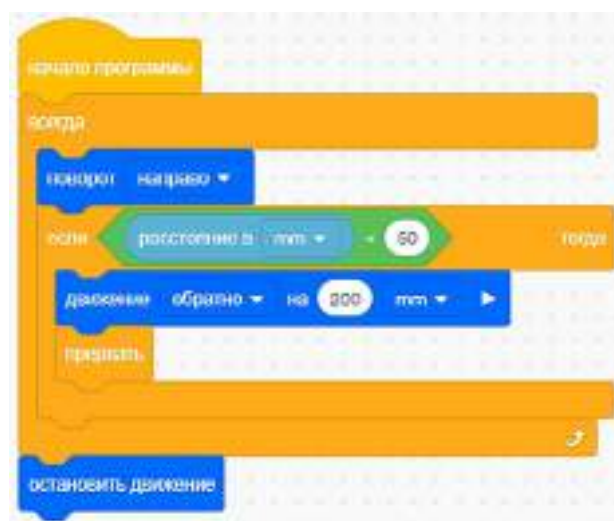 начало программы
всегда
поворот направо
если расстояние в mm < 50 тогда
движение обратно на 200 mm
прервать
остановить движение